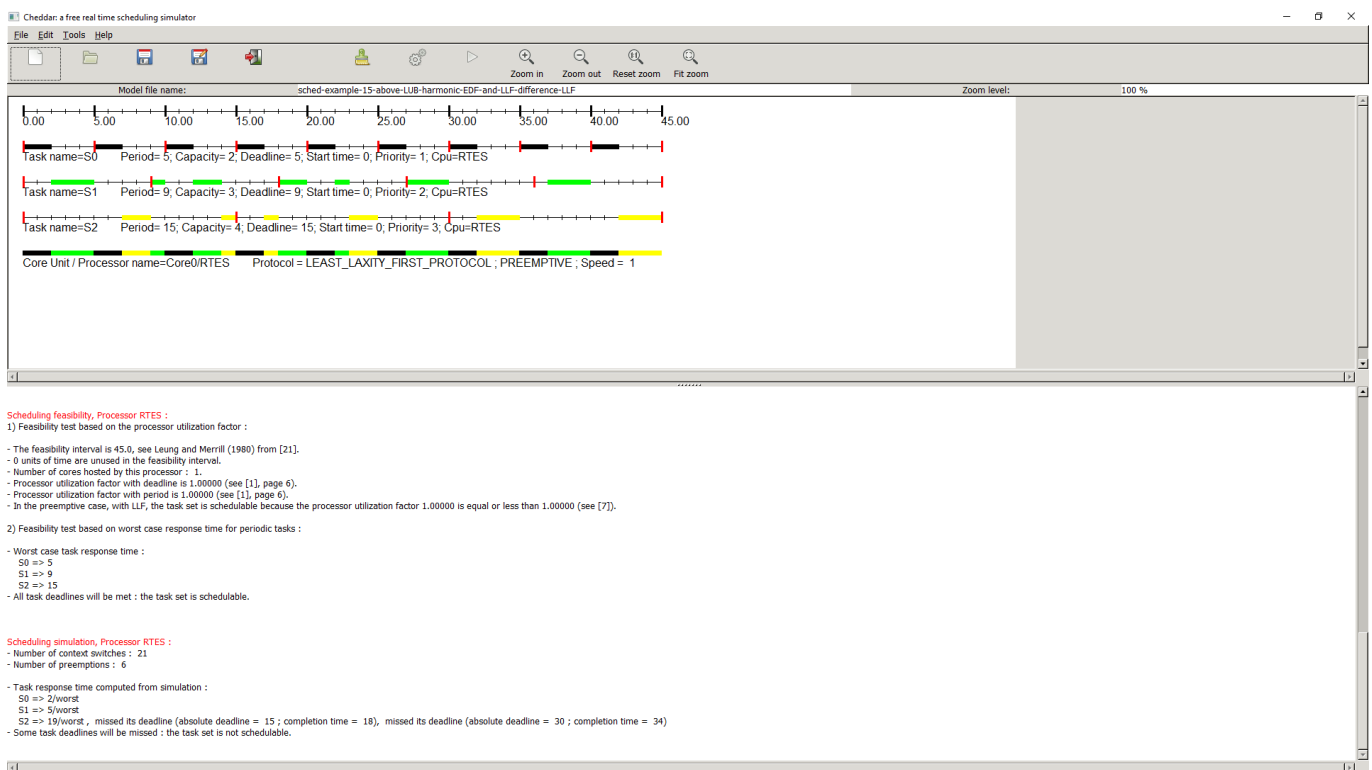 Cheddar: a free real time scheduling simulator
File Edit Tools Help
Zoom in Zoom out Reset zoom Fit zoom
Model file name: sched-example-15-above-LUB-harmonic-EDF-and-LLF-difference-LLF Zoom level: 100 %
0.00 5.00 10.00 15.00 20.00 25.00 30.00 35.00 40.00 45.00
Task name=S0 Period= 5; Capacity= 2; Deadline= 5; Start time= 0; Priority= 1; Cpu=RTES
Task name=S1 Period= 9; Capacity= 3; Deadline= 9; Start time= 0; Priority= 2; Cpu=RTES
Task name=S2 Period= 15; Capacity= 4; Deadline= 15; Start time= 0; Priority= 3; Cpu=RTES
Core Unit / Processor name=Core0/RTES Protocol = LEAST_LAXITY_FIRST_PROTOCOL ; PREEMPTIVE ; Speed = 1
Scheduling feasibility, Processor RTES :
1) Feasibility test based on the processor utilization factor :
- The feasibility interval is 45.0, see Leung and Merrill (1980) from [21].
- 0 units of time are unused in the feasibility interval.
- Number of cores hosted by this processor : 1.
- Processor utilization factor with deadline is 1.00000 (see [1], page 6).
- Processor utilization factor with period is 1.00000 (see [1], page 6).
- In the preemptive case, with LLF, the task set is schedulable because the processor utilization factor 1.00000 is equal or less than 1.00000 (see [7]).
2) Feasibility test based on worst case response time for periodic tasks :
- Worst case task response time :
S0 => 5
S1 => 9
S2 => 15
- All task deadlines will be met : the task set is schedulable.
Scheduling simulation, Processor RTES :
- Number of context switches : 21
- Number of preemptions : 6
- Task response time computed from simulation :
S0 => 2/worst
S1 => 5/worst
S2 => 19/worst , missed its deadline (absolute deadline = 15 ; completion time = 18), missed its deadline (absolute deadline = 30 ; completion time = 34)
- Some task deadlines will be missed : the task set is not schedulable.